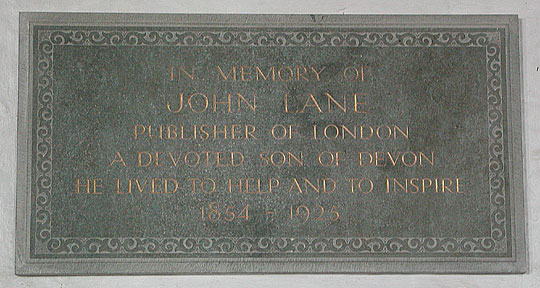 IN MEMORY OF
JOHN LANE
PUBLISHER OF LONDON
A DEVOTED SON OF DEVON
HE LIVED TO HELP AND TO INSPIRE
1854 - 1925